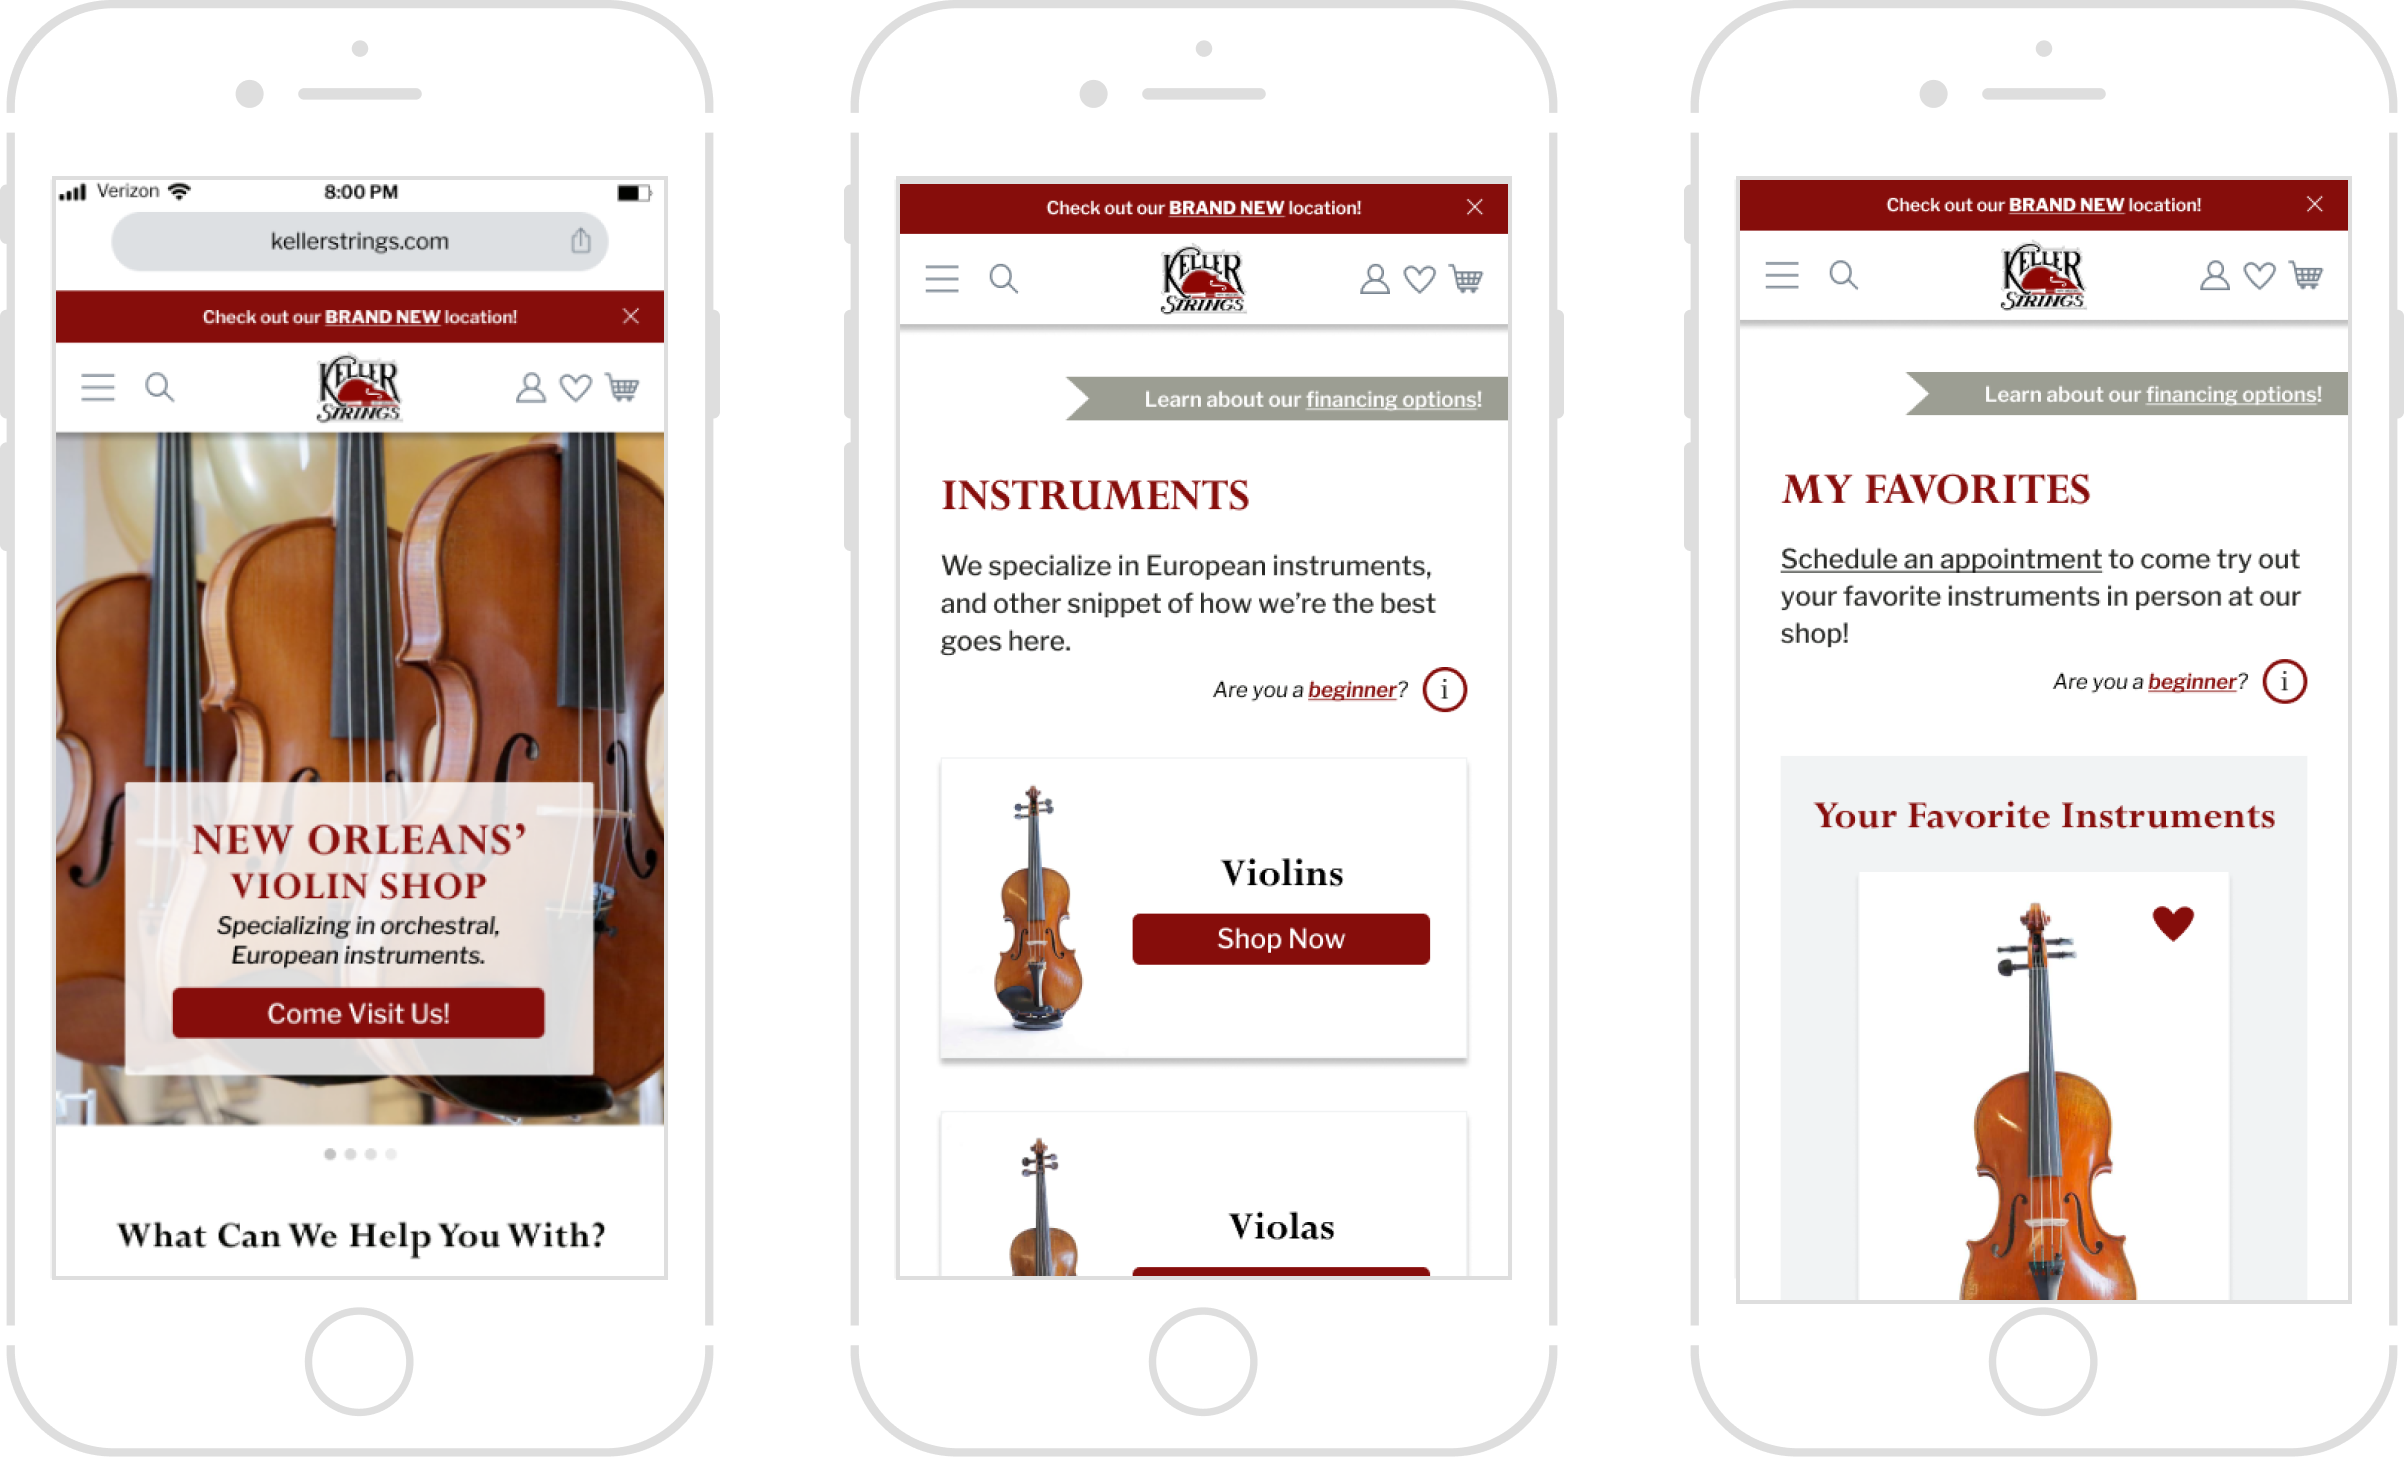 Verizon
8:00 PM
kellerstrings.com
Check out our BRAND NEW location!
KELLER
STRINGS
NEW ORLEANS’
VIOLIN SHOP
Specializing in orchestral,
European instruments.
Come Visit Us!
What Can We Help You With?
Check out our BRAND NEW location!
KELLER
STRINGS
Learn about our financing options!
INSTRUMENTS
We specialize in European instruments,
and other snippet of how we’re the best
goes here.
Are you a beginner? i
Violins
Shop Now
Violas
Check out our BRAND NEW location!
KELLER
STRINGS
Learn about our financing options!
MY FAVORITES
Schedule an appointment to come try out
your favorite instruments in person at our
shop!
Are you a beginner? i
Your Favorite Instruments